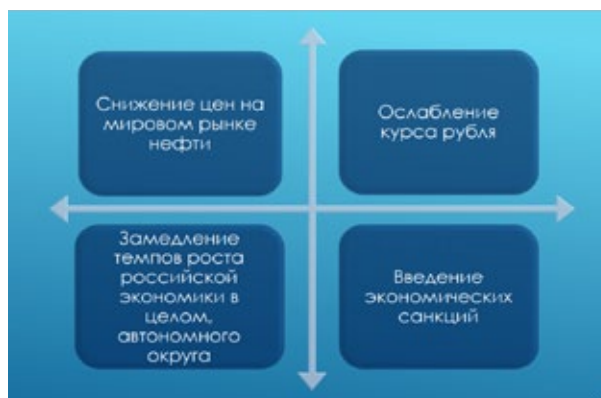 Снижение цен на
мировом рынке
нефти
Ослабление
курса рубля
Замедление
темпов роста
российской
экономики в
целом,
автономного
округа
Введение
экономических
санкций